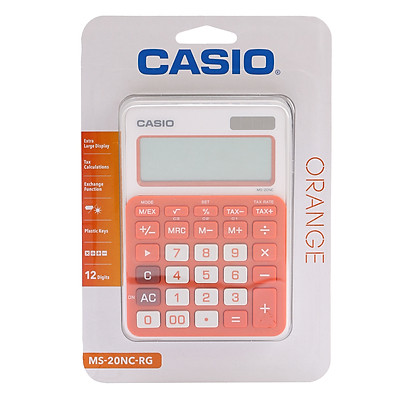 CASIO®
Extra
Large Display
Tax
Calculations
Exchange
Function
Plastic Keys
12 Digits
ORANGE
CASIO
MS-20NC
MODE SET TAX RATE
M/EX √ % TAX− TAX+
+/− MRC M− M+ ÷
▶ 7 8 9 ×
C 4 5 6 −
ON AC 1 2 3
0 00 • = +
MS-20NC-RG